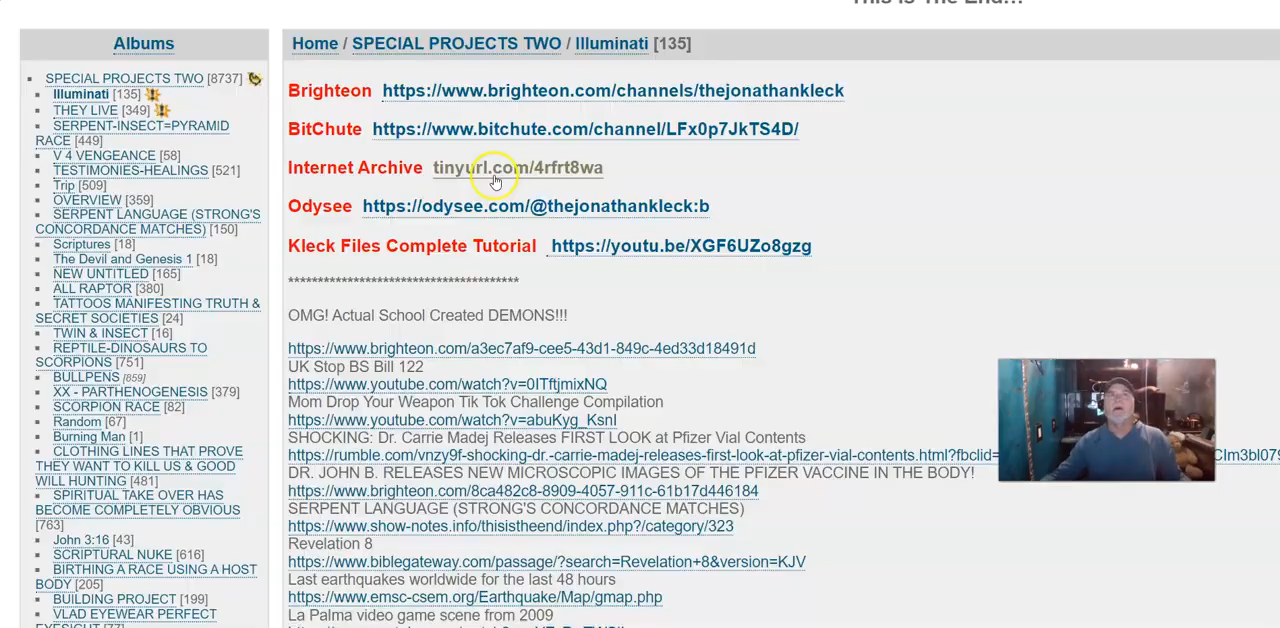 This Is The End...
Albums
SPECIAL PROJECTS TWO [8737]
Illuminati [135]
THEY LIVE [349]
SERPENT-INSECT=PYRAMID
RACE [449]
V 4 VENGEANCE [58]
TESTIMONIES-HEALINGS [521]
Trip [509]
OVERVIEW [359]
SERPENT LANGUAGE (STRONG'S
CONCORDANCE MATCHES) [150]
Scriptures [18]
The Devil and Genesis 1 [18]
NEW UNTITLED [165]
ALL RAPTOR [380]
TATTOOS MANIFESTING TRUTH &
SECRET SOCIETIES [24]
TWIN & INSECT [16]
REPTILE-DINOSAURS TO
SCORPIONS [751]
BULLPENS [859]
XX - PARTHENOGENESIS [379]
SCORPION RACE [82]
Random [67]
Burning Man [1]
CLOTHING LINES THAT PROVE
THEY WANT TO KILL US & GOOD
WILL HUNTING [481]
SPIRITUAL TAKE OVER HAS
BECOME COMPLETELY OBVIOUS
[763]
John 3:16 [43]
SCRIPTURAL NUKE [616]
BIRTHING A RACE USING A HOST
BODY [205]
BUILDING PROJECT [199]
VLAD EYEWEAR PERFECT
Home / SPECIAL PROJECTS TWO / Illuminati [135]
Brighteon https://www.brighteon.com/channels/thejonathankleck
BitChute https://www.bitchute.com/channel/LFx0p7JkTS4D/
Internet Archive tinyurl.com/4rfrt8wa
Odysee https://odysee.com/@thejonathankleck:b
Kleck Files Complete Tutorial https://youtu.be/XGF6UZo8gzg
***************************************
OMG! Actual School Created DEMONS!!!
https://www.brighteon.com/a3ec7af9-cee5-43d1-849c-4ed33d18491d
UK Stop BS Bill 122
https://www.youtube.com/watch?v=0ITftjmixNQ
Mom Drop Your Weapon Tik Tok Challenge Compilation
https://www.youtube.com/watch?v=abuKyg_KsnI
SHOCKING: Dr. Carrie Madej Releases FIRST LOOK at Pfizer Vial Contents
https://rumble.com/vnzy9f-shocking-dr.-carrie-madej-releases-first-look-at-pfizer-vial-contents.html?fbclid=
DR. JOHN B. RELEASES NEW MICROSCOPIC IMAGES OF THE PFIZER VACCINE IN THE BODY!
https://www.brighteon.com/8ca482c8-8909-4057-911c-61b17d446184
SERPENT LANGUAGE (STRONG'S CONCORDANCE MATCHES)
https://www.show-notes.info/thisistheend/index.php?/category/323
Revelation 8
https://www.biblegateway.com/passage/?search=Revelation+8&version=KJV
Last earthquakes worldwide for the last 48 hours
https://www.emsc-csem.org/Earthquake/Map/gmap.php
La Palma video game scene from 2009